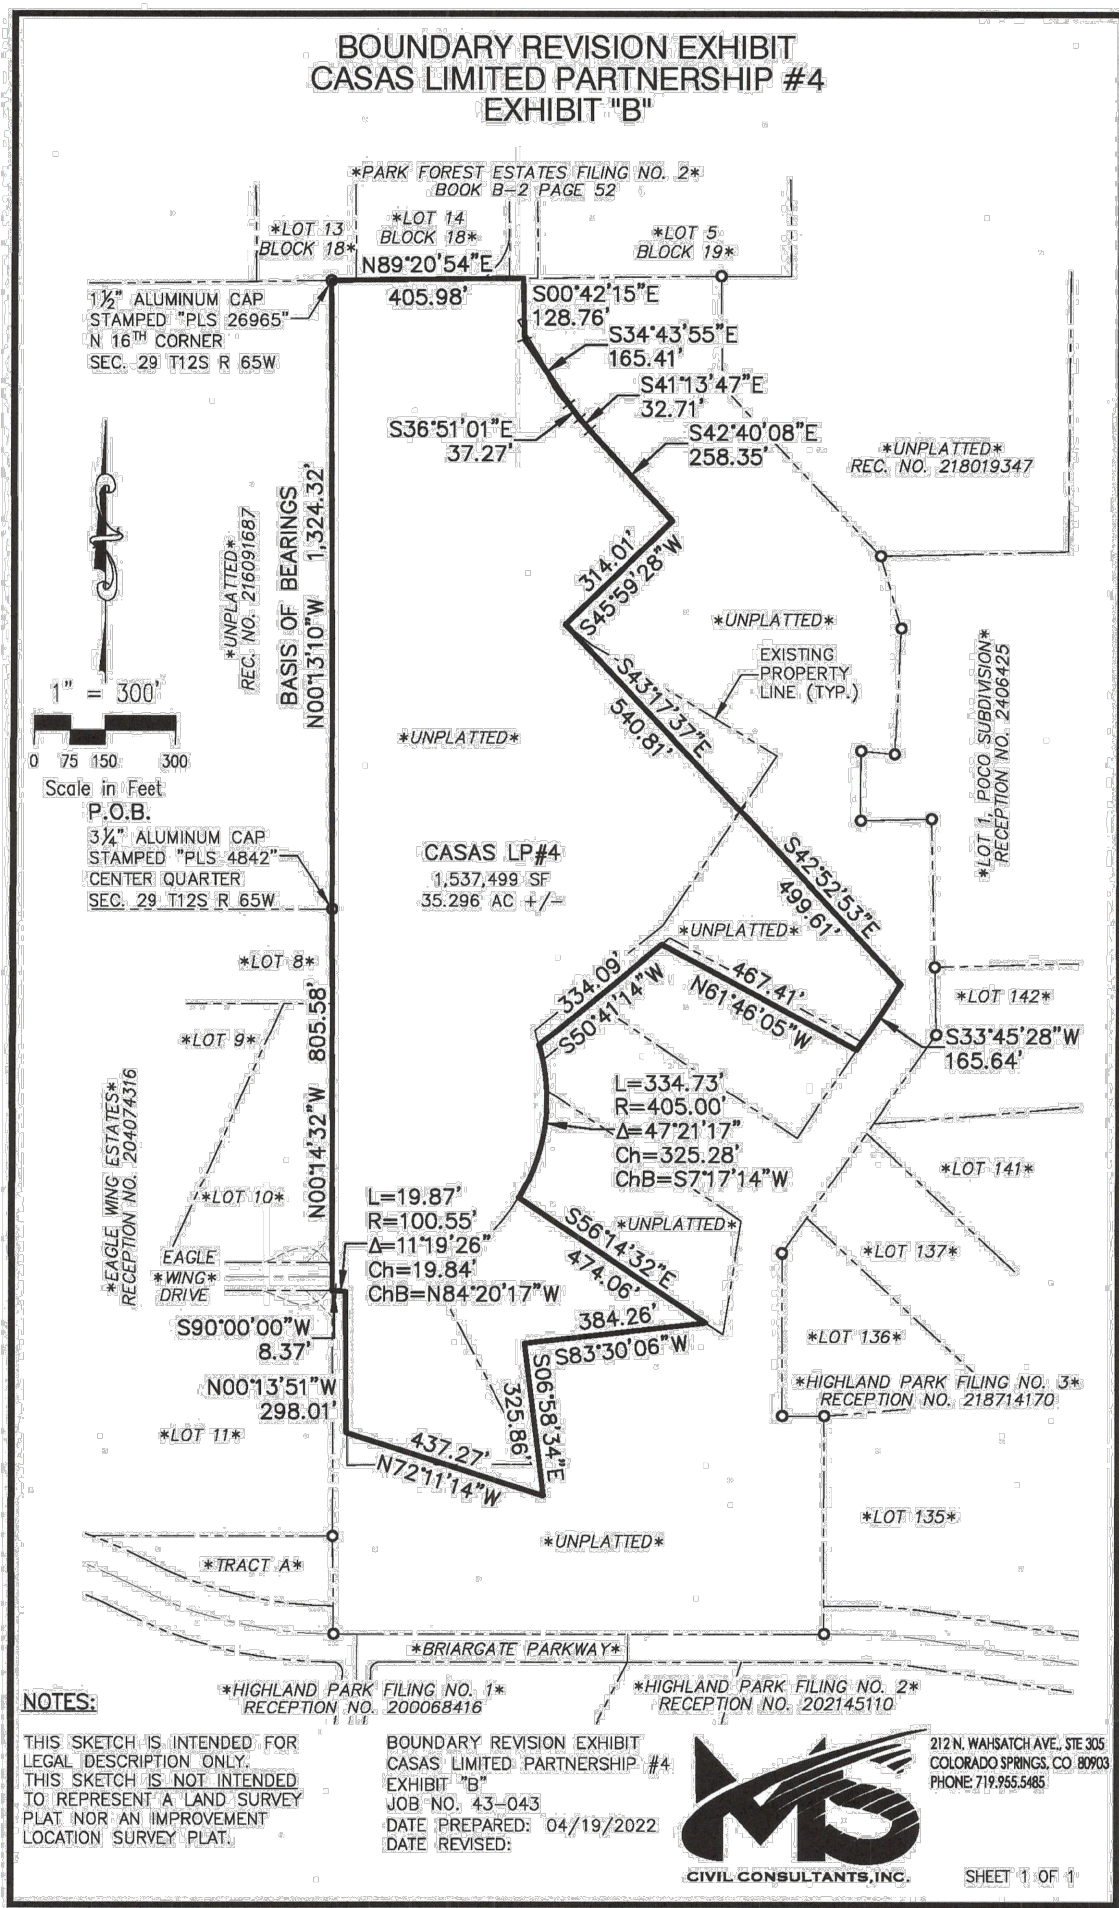 BOUNDARY REVISION EXHIBIT
CASAS LIMITED PARTNERSHIP #4
EXHIBIT "B"
*PARK FOREST ESTATES FILING NO. 2*
BOOK B-2 PAGE 52
*LOT 13
BLOCK 18*
*LOT 14
BLOCK 18*
*LOT 5
BLOCK 19*
N89°20'54"E
405.98'
1½" ALUMINUM CAP
STAMPED "PLS 26965"
N 16TH CORNER
SEC. 29 T12S R 65W
S00°42'15"E
128.76'
S34°43'55"E
165.41'
S41°13'47"E
32.71'
S36°51'01"E
37.27'
S42°40'08"E
258.35'
*UNPLATTED*
REC. NO. 218019347
314.01'
S45°59'28"W
*UNPLATTED*
REC. NO. 216091687
BASIS OF BEARINGS
N00°13'10"W 1,324.32'
*UNPLATTED*
EXISTING
PROPERTY
LINE (TYP.)
*LOT 1, POCO SUBDIVISION*
RECEPTION NO. 2406425
1" = 300'
0 75 150 300
Scale in Feet
S43°17'37"E
540.81'
*UNPLATTED*
P.O.B.
3¼" ALUMINUM CAP
STAMPED "PLS 4842"
CENTER QUARTER
SEC. 29 T12S R 65W
CASAS LP#4
1,537,499 SF
35.296 AC +/-
S42°52'53"E
499.61'
*UNPLATTED*
*LOT 8*
334.09'
S50°41'14"W
467.41'
N61°46'05"W
*LOT 142*
S33°45'28"W
165.64'
*LOT 9*
N00°14'32"W 805.58'
*EAGLE WING ESTATES*
RECEPTION NO. 204074316
L=334.73'
R=405.00'
Δ=47°21'17"
Ch=325.28'
ChB=S7°17'14"W
*LOT 141*
*LOT 10*
L=19.87'
R=100.55'
Δ=11°19'26"
Ch=19.84'
ChB=N84°20'17"W
S56°14'32"E
474.06'
*UNPLATTED*
*LOT 137*
EAGLE
*WING*
DRIVE
384.26'
S83°30'06"W
S90°00'00"W
8.37'
*LOT 136*
S06°58'34"E
325.86'
N00°13'51"W
298.01'
*HIGHLAND PARK FILING NO. 3*
RECEPTION NO. 218714170
*LOT 11*
437.27'
N72°11'14"W
*LOT 135*
*UNPLATTED*
*TRACT A*
*BRIARGATE PARKWAY*
*HIGHLAND PARK FILING NO. 1*
RECEPTION NO. 200068416
*HIGHLAND PARK FILING NO. 2*
RECEPTION NO. 202145110
NOTES:
THIS SKETCH IS INTENDED FOR
LEGAL DESCRIPTION ONLY.
THIS SKETCH IS NOT INTENDED
TO REPRESENT A LAND SURVEY
PLAT NOR AN IMPROVEMENT
LOCATION SURVEY PLAT.
BOUNDARY REVISION EXHIBIT
CASAS LIMITED PARTNERSHIP #4
EXHIBIT "B"
JOB NO. 43-043
DATE PREPARED: 04/19/2022
DATE REVISED:
MS
CIVIL CONSULTANTS, INC.
212 N. WAHSATCH AVE., STE 305
COLORADO SPRINGS, CO 80903
PHONE: 719.955.5485
SHEET 1 OF 1